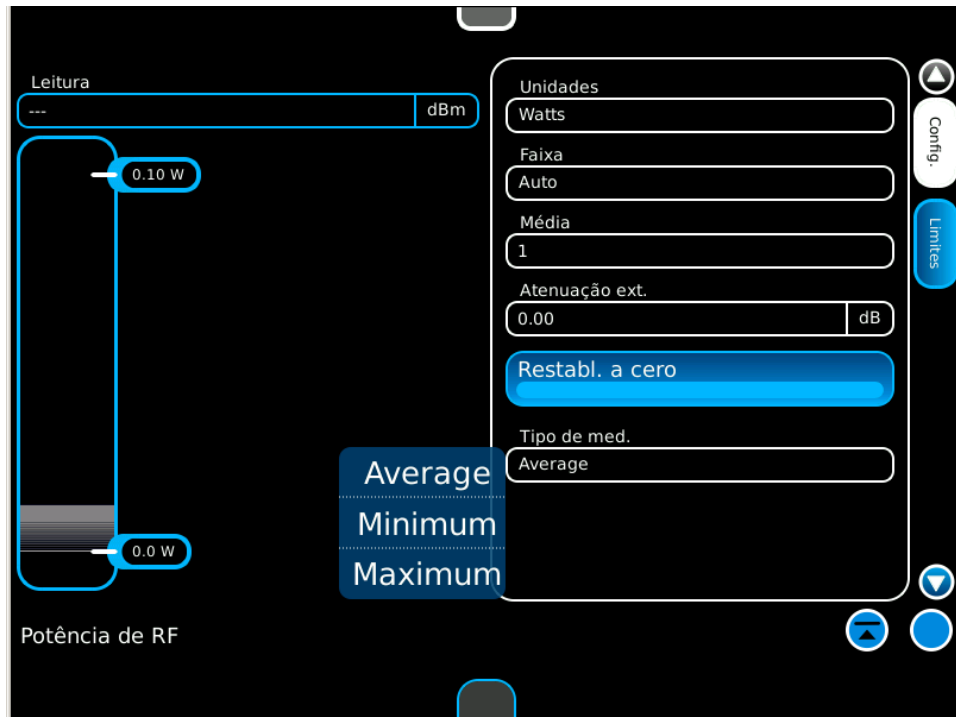 Leitura
--- dBm
0.10 W
0.0 W
Potência de RF
Unidades
Watts
Faixa
Auto
Média
1
Atenuação ext.
0.00 dB
Restabl. a cero
Tipo de med.
Average
Average
Minimum
Maximum
Config.
Limites